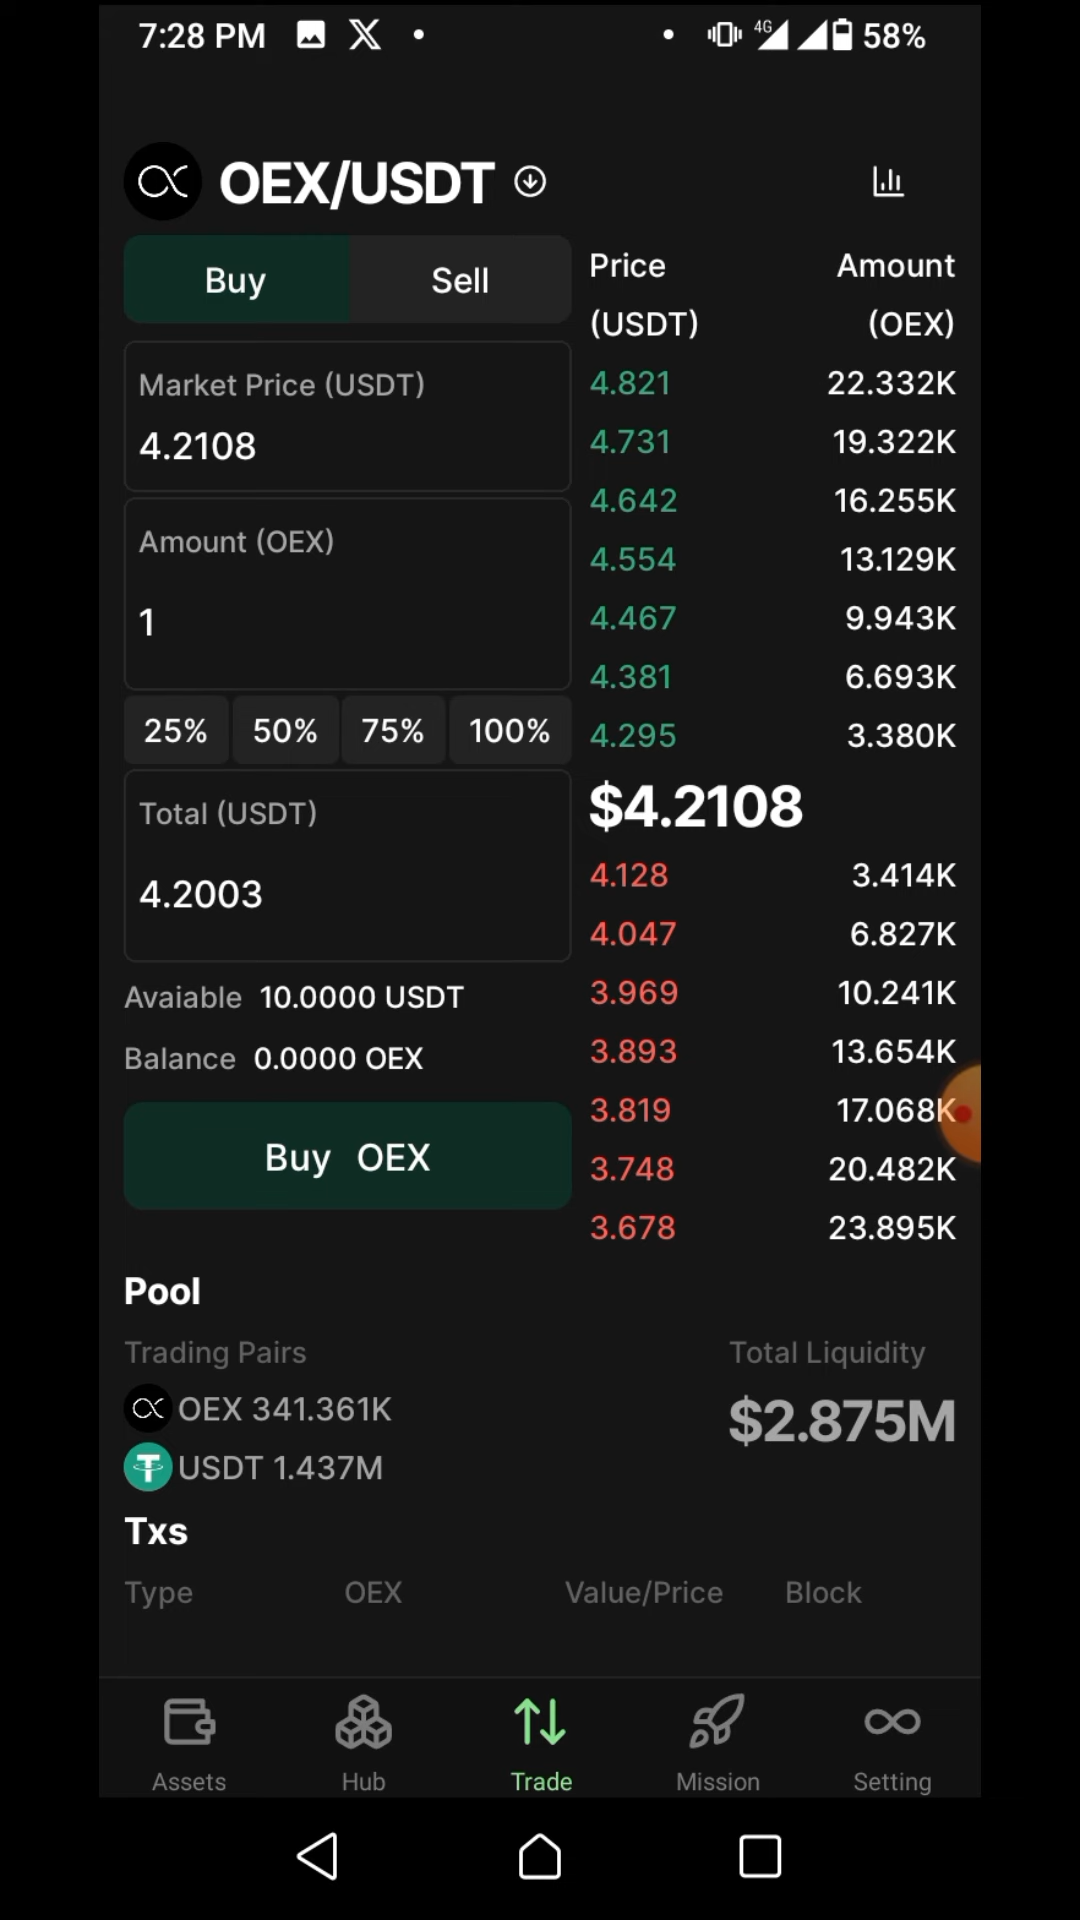 7:28 PM 4G 58%
OEX/USDT
Buy Sell
Market Price (USDT)
4.2108
Amount (OEX)
1
25% 50% 75% 100%
Total (USDT)
4.2003
Avaiable 10.0000 USDT
Balance 0.0000 OEX
Buy OEX
Price Amount
(USDT) (OEX)
4.821 22.332K
4.731 19.322K
4.642 16.255K
4.554 13.129K
4.467 9.943K
4.381 6.693K
4.295 3.380K
$4.2108
4.128 3.414K
4.047 6.827K
3.969 10.241K
3.893 13.654K
3.819 17.068K
3.748 20.482K
3.678 23.895K
Pool
Trading Pairs Total Liquidity
OEX 341.361K $2.875M
USDT 1.437M
Txs
Type OEX Value/Price Block
Assets Hub Trade Mission Setting